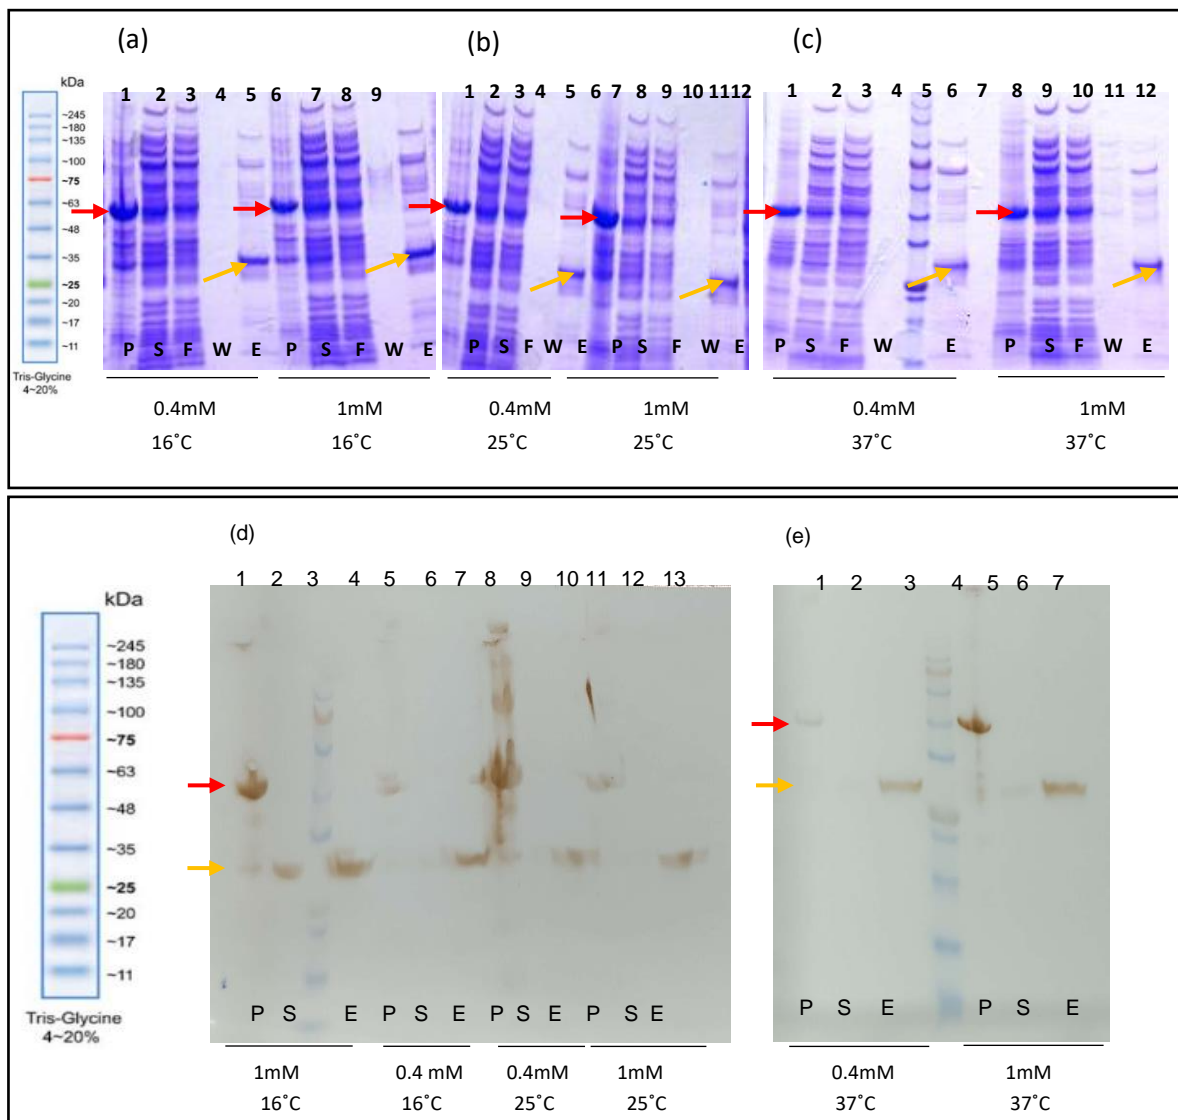 (a) (b) (c)
kDa
1 2 3 4 5 6 7 8 9 1 2 3 4 5 6 7 8 9 10 11 12 1 2 3 4 5 6 7 8 9 10 11 12
~245
~180
~135
~100
~75
~63
~48
~35
~25
~20
~17
~11
P S F W E P S F W E P S F W E P S F W E P S F W E P S F W E
Tris-Glycine
4~20%
0.4mM 1mM 0.4mM 1mM 0.4mM 1mM
16˚C 16˚C 25˚C 25˚C 37˚C 37˚C
(d) (e)
1 2 3 4 5 6 7 8 9 10 11 12 13 1 2 3 4 5 6 7
kDa
~245
~180
~135
~100
~75
~63
~48
~35
~25
~20
~17
~11
P S E P S E P S E P S E P S E P S E
Tris-Glycine
4~20%
1mM 0.4 mM 0.4mM 1mM 0.4mM 1mM
16˚C 16˚C 25˚C 25˚C 37˚C 37˚C